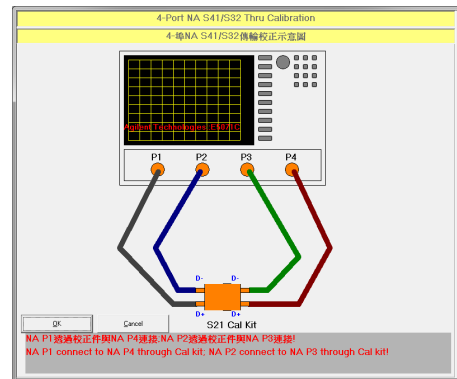 4-Port NA S41/S32 Thru Calibration
4-埠NA S41/S32傳輸校正示意圖
Agilent Technologies: E5071C
P1 P2 P3 P4
D- D-
D+ D+
S21 Cal Kit
OK Cancel
NA P1透過校正件與NA P4連接;NA P2透過校正件與NA P3連接!
NA P1 connect to NA P4 through Cal kit; NA P2 connect to NA P3 through Cal kit!